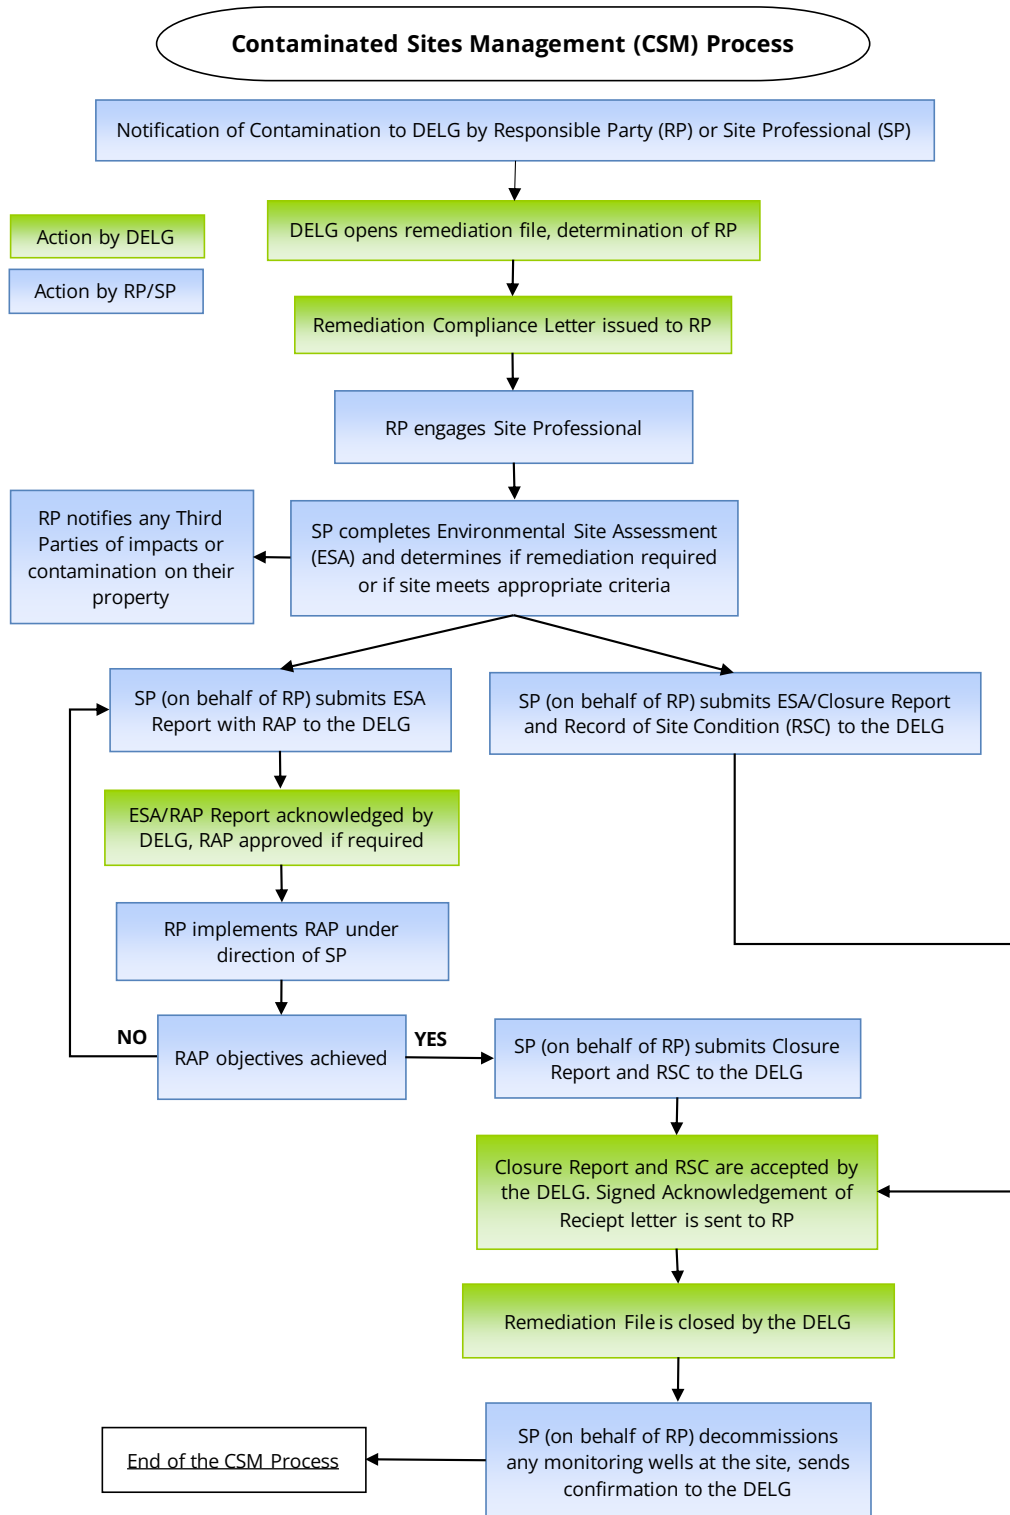 Contaminated Sites Management (CSM) Process
Notification of Contamination to DELG by Responsible Party (RP) or Site Professional (SP)
Action by DELG
DELG opens remediation file, determination of RP
Action by RP/SP
Remediation Compliance Letter issued to RP
RP engages Site Professional
RP notifies any Third
Parties of impacts or
contamination on their
property
SP completes Environmental Site Assessment
(ESA) and determines if remediation required
or if site meets appropriate criteria
SP (on behalf of RP) submits ESA
Report with RAP to the DELG
SP (on behalf of RP) submits ESA/Closure Report
and Record of Site Condition (RSC) to the DELG
ESA/RAP Report acknowledged by
DELG, RAP approved if required
RP implements RAP under
direction of SP
NO
RAP objectives achieved
YES
SP (on behalf of RP) submits Closure
Report and RSC to the DELG
Closure Report and RSC are accepted by
the DELG. Signed Acknowledgement of
Reciept letter is sent to RP
Remediation File is closed by the DELG
SP (on behalf of RP) decommissions
any monitoring wells at the site, sends
confirmation to the DELG
End of the CSM Process